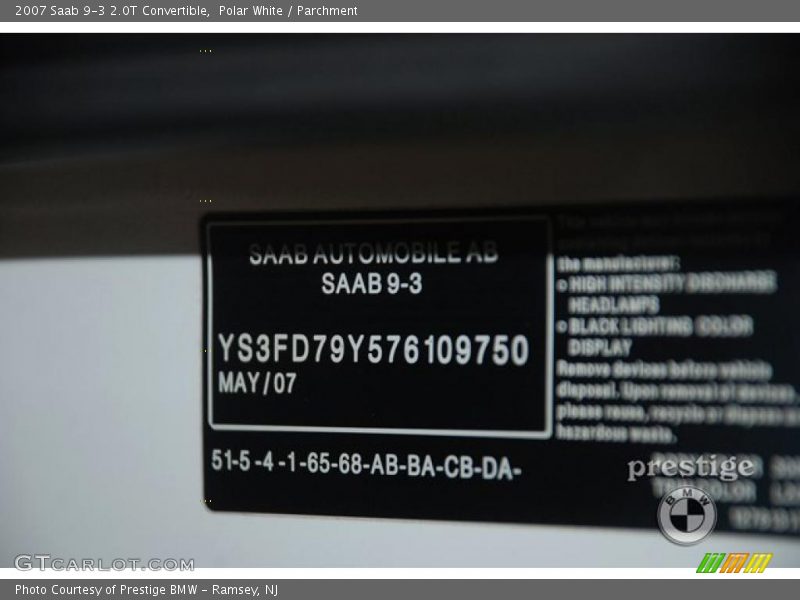 2007 Saab 9-3 2.0T Convertible, Polar White / Parchment
SAAB AUTOMOBILE AB
SAAB 9-3
YS3FD79Y576109750
MAY/07
51-5-4-1-65-68-AB-BA-CB-DA-
the manufacturer:
HIGH INTENSITY DISCHARGE
HEADLAMPS
BLACK LIGHTING COLOR
DISPLAY
Remove devices before vehicle
disposal. Upon removal of devices,
please reuse, recycle or dispose as
hazardous waste.
prestige
BMW
GTCARLOT.COM
Photo Courtesy of Prestige BMW - Ramsey, NJ